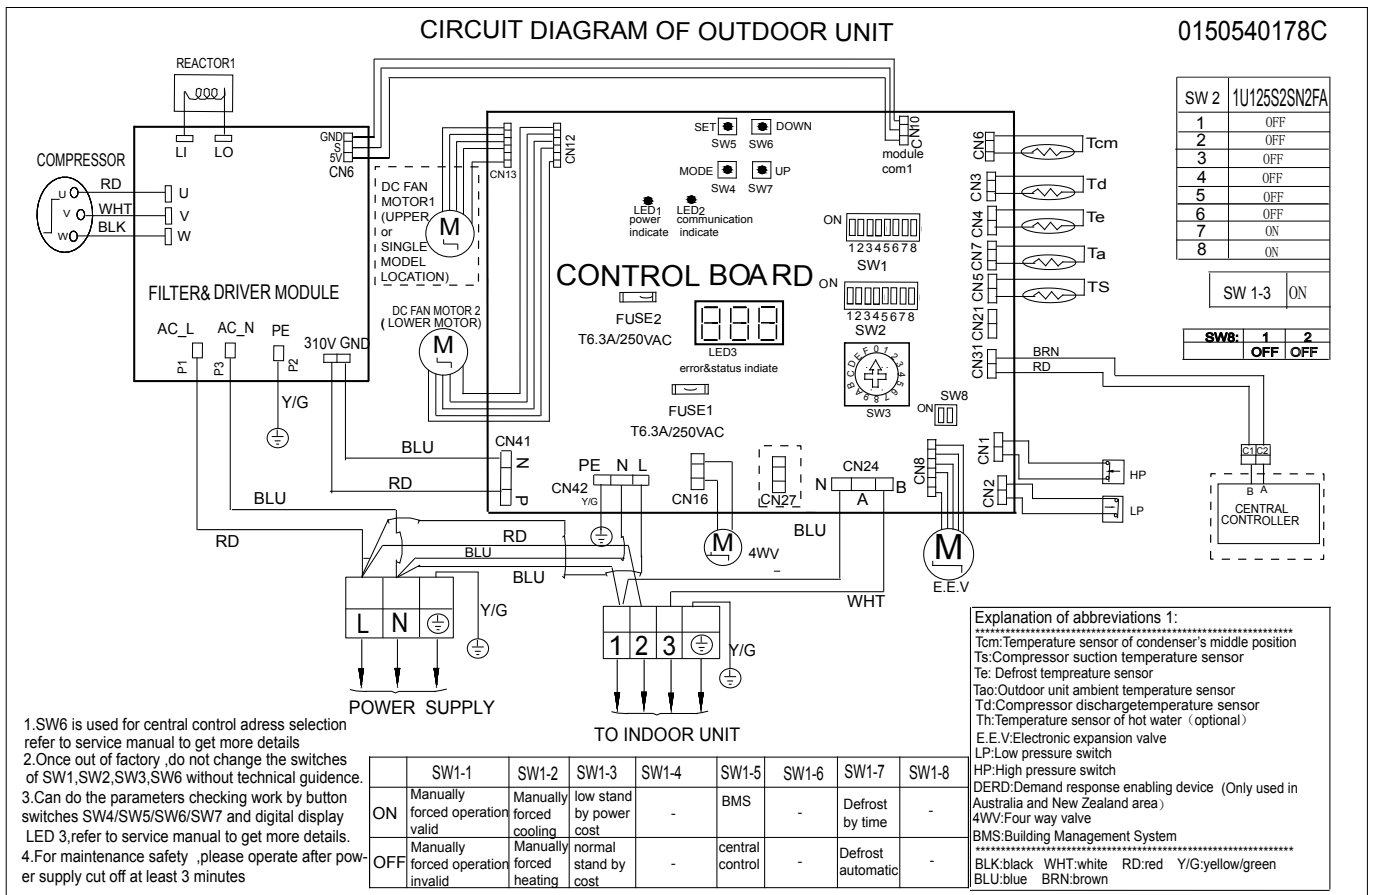 CIRCUIT DIAGRAM OF OUTDOOR UNIT
0150540178C
REACTOR1
LI LO
GND
S
5V
CN6
COMPRESSOR
U RD U
V WHT V
W BLK W
FILTER& DRIVER MODULE
AC_L AC_N PE 310V GND
P1 P3 P2
Y/G
DC FAN
MOTOR1
(UPPER
or
SINGLE
MODEL
LOCATION)
M
DC FAN MOTOR 2
( LOWER MOTOR)
M
CN13
CN12
SET DOWN
SW5 SW6
MODE UP
SW4 SW7
LED1 LED2
power communication
indicate indicate
CN10
module
com1
ON
12345678
SW1
CONTROL BOARD
ON
12345678
SW2
FUSE2
T6.3A/250VAC
LED3
error&status indiate
FUSE1
T6.3A/250VAC
0123456789ABCDEF
SW3
SW8
ON
CN6 Tcm
CN3 Td
CN4 Te
CN7 Ta
CN5 TS
CN21
CN31
BRN
RD
CN1 HP
CN2 LP
C1 C2
B A
CENTRAL
CONTROLLER
SW 2 1U125S2SN2FA
1 OFF
2 OFF
3 OFF
4 OFF
5 OFF
6 OFF
7 ON
8 ON
SW 1-3 ON
SW8: 1 2
OFF OFF
CN41
N
P
BLU
RD
PE N L
CN42
Y/G
CN16
M 4WV
CN27
CN24
N A B
BLU
WHT
CN8
M
E.E.V
BLU
RD
RD
BLU
BLU
L N
Y/G
POWER SUPPLY
1 2 3
Y/G
TO INDOOR UNIT
1.SW6 is used for central control adress selection
refer to service manual to get more details
2.Once out of factory ,do not change the switches
of SW1,SW2,SW3,SW6 without technical guidence.
3.Can do the parameters checking work by button
switches SW4/SW5/SW6/SW7 and digital display
LED 3,refer to service manual to get more details.
4.For maintenance safety ,please operate after pow-
er supply cut off at least 3 minutes
SW1-1 SW1-2 SW1-3 SW1-4 SW1-5 SW1-6 SW1-7 SW1-8
ON Manually forced operation valid Manually forced cooling low stand by power cost - BMS - Defrost by time -
OFF Manually forced operation invalid Manually forced heating normal stand by cost - central control - Defrost automatic -
Explanation of abbreviations 1:
Tcm:Temperature sensor of condenser's middle position
Ts:Compressor suction temperature sensor
Te: Defrost tempreature sensor
Tao:Outdoor unit ambient temperature sensor
Td:Compressor dischargetemperature sensor
Th:Temperature sensor of hot water（optional）
E.E.V:Electronic expansion valve
LP:Low pressure switch
HP:High pressure switch
DERD:Demand response enabling device (Only used in
Australia and New Zealand area）
4WV:Four way valve
BMS:Building Management System
BLK:black WHT:white RD:red Y/G:yellow/green
BLU:blue BRN:brown